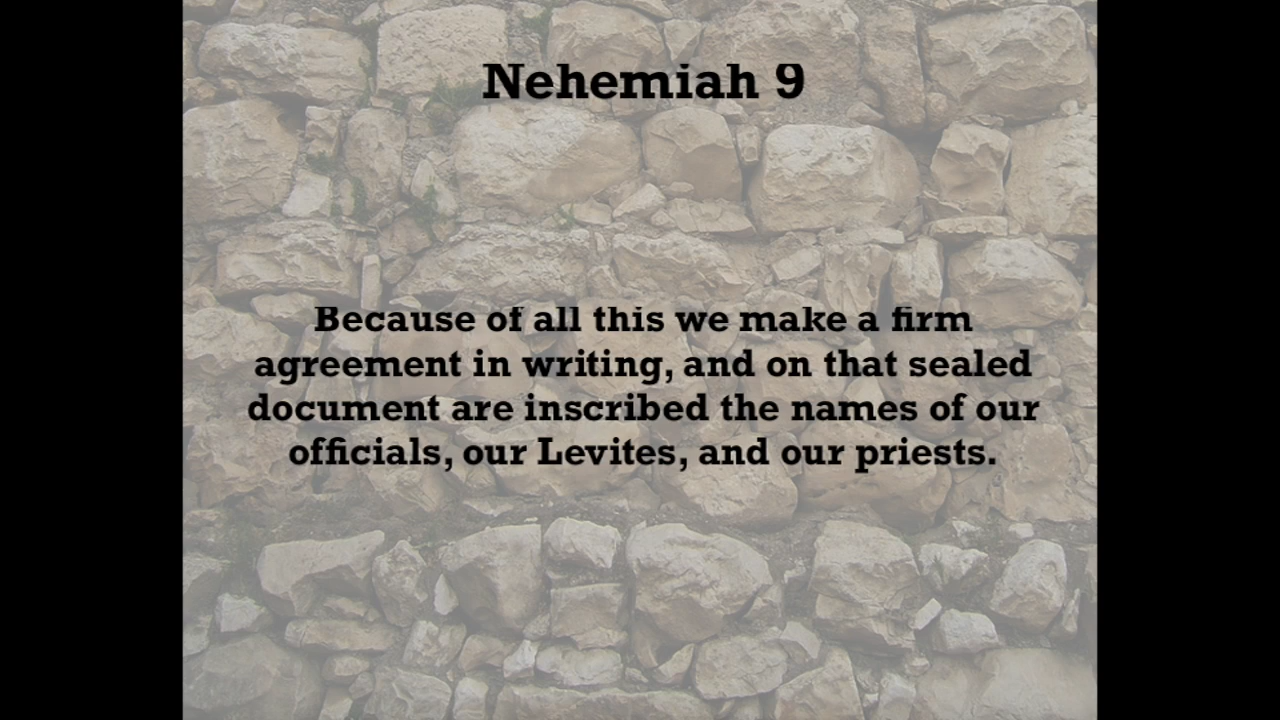 Nehemiah 9
Because of all this we make a firm
agreement in writing, and on that sealed
document are inscribed the names of our
officials, our Levites, and our priests.